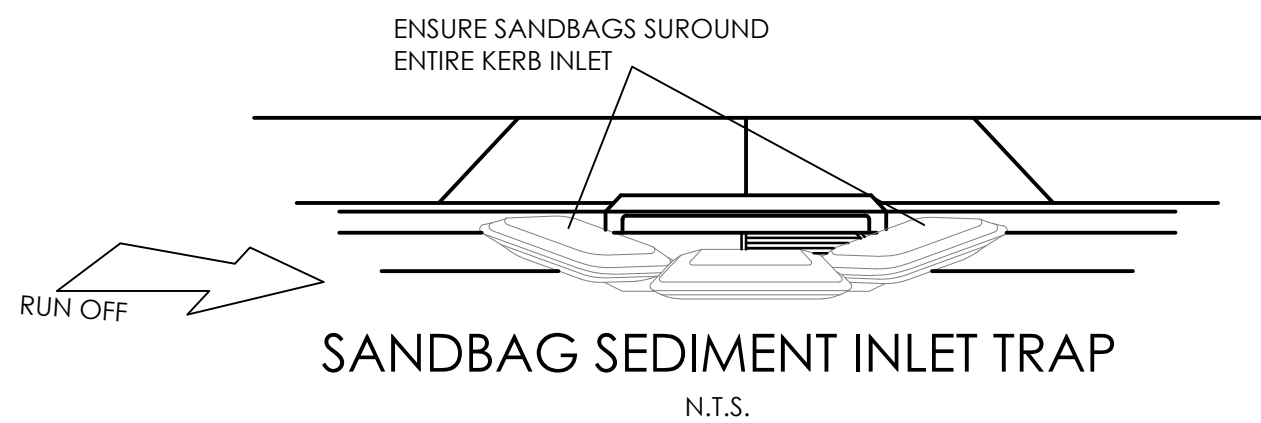 ENSURE SANDBAGS SUROUND
ENTIRE KERB INLET
RUN OFF
SANDBAG SEDIMENT INLET TRAP
N.T.S.